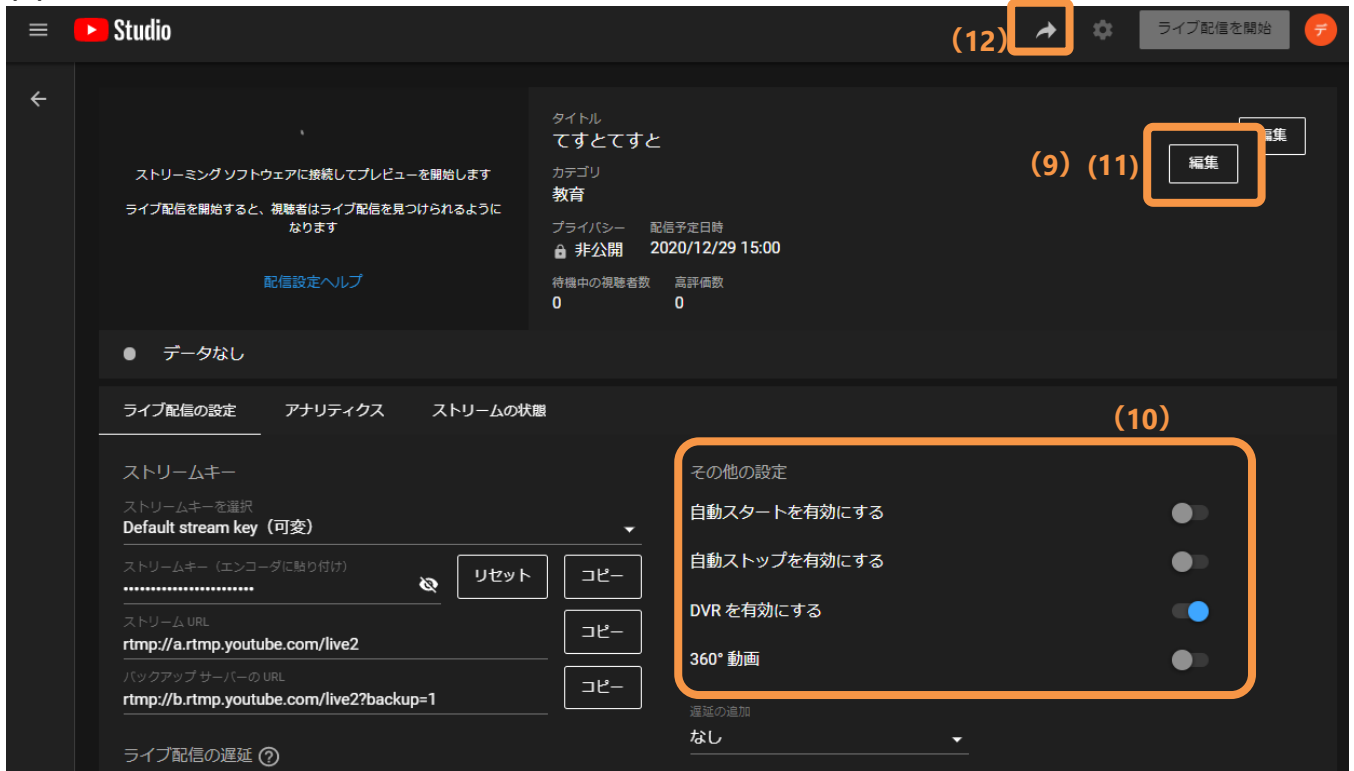 Studio
(12)
ライブ配信を開始
デ
ストリーミング ソフトウェアに接続してプレビューを開始します
ライブ配信を開始すると、視聴者はライブ配信を見つけられるように
なります
配信設定ヘルプ
タイトル
てすとてすと
カテゴリ
教育
プライバシー 配信予定日時
非公開 2020/12/29 15:00
待機中の視聴者数 高評価数
0 0
(9) (11)
編集
編集
データなし
ライブ配信の設定 アナリティクス ストリームの状態
(10)
ストリームキー
ストリームキーを選択
Default stream key(可変)
ストリームキー(エンコーダに貼り付け)
••••••••••••••••••••••••
リセット コピー
ストリーム URL
rtmp://a.rtmp.youtube.com/live2
コピー
バックアップ サーバーの URL
rtmp://b.rtmp.youtube.com/live2?backup=1
コピー
ライブ配信の遅延 ?
その他の設定
自動スタートを有効にする
自動ストップを有効にする
DVR を有効にする
360° 動画
遅延の追加
なし